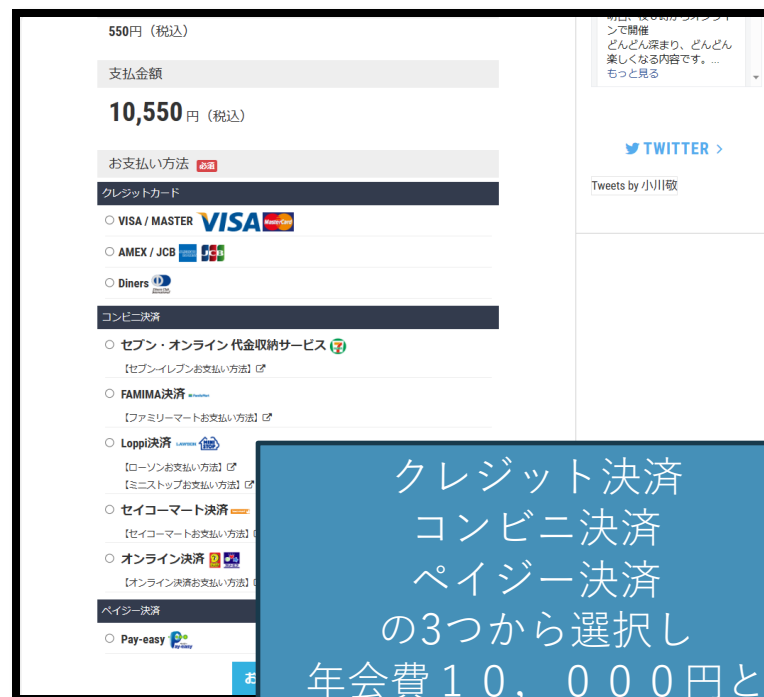 550円（税込）
支払金額
10,550 円（税込）
お支払い方法 必須
クレジットカード
VISA / MASTER VISA MasterCard
AMEX / JCB JCB
Diners
コンビニ決済
セブン・オンライン代金収納サービス
【セブン-イレブンお支払い方法】
FAMIMA決済 FamilyMart
【ファミリーマートお支払い方法】
Loppi決済 LAWSON MINI STOP
【ローソンお支払い方法】
【ミニストップお支払い方法】
セイコーマート決済
【セイコーマートお支払い方法】
オンライン決済
【オンライン決済お支払い方法】
ペイジー決済
Pay-easy Pay-easy
お
ンで開催
どんどん深まり、どんどん
楽しくなる内容です。...
もっと見る
TWITTER >
Tweets by 小川敬
クレジット決済
コンビニ決済
ペイジー決済
の3つから選択し
年会費１０，０００円と